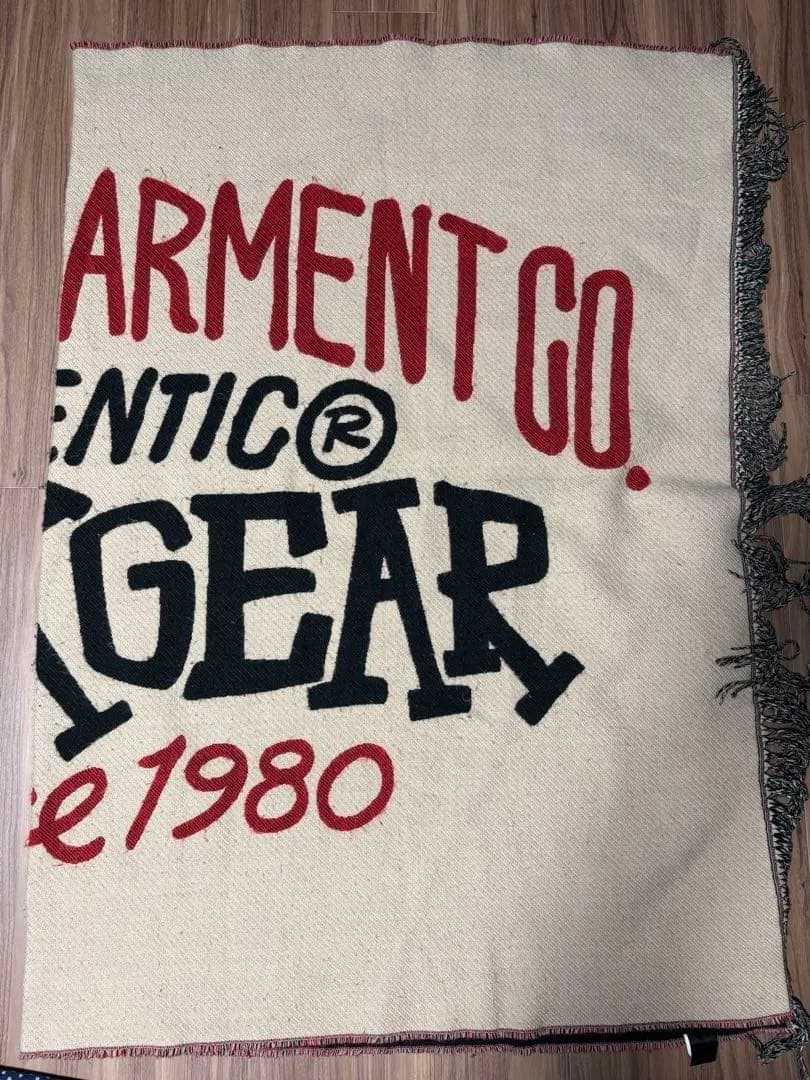 ARMENT CO.
ENTIC®
GEAR
e 1980